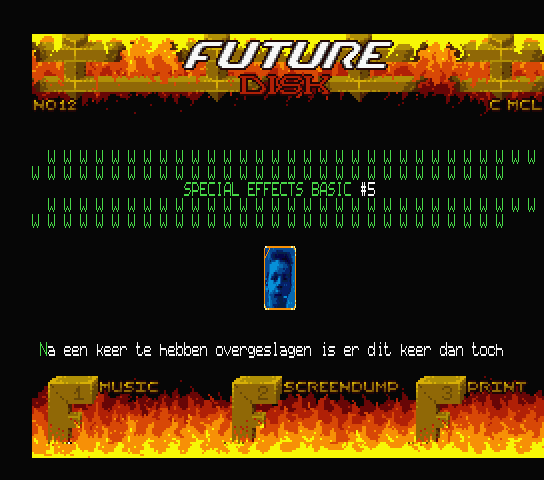 FUTURE
DISK
NO12 C MCL
W W W W W W W W W W W W W W W W W W W W W W W W W W W W W W W
W W W W W W W W W W W W W W W W W W W W W W W W W W W W W W
SPECIAL EFFECTS BASIC #5
W W W W W W W W W W W W W W W W W W W W W W W W W W W W W W W
W W W W W W W W W W W W W W W W W W W W W W W W W W W W W W
Na een keer te hebben overgeslagen is er dit keer dan toch
1 MUSIC 2 SCREENDUMP 3 PRINT